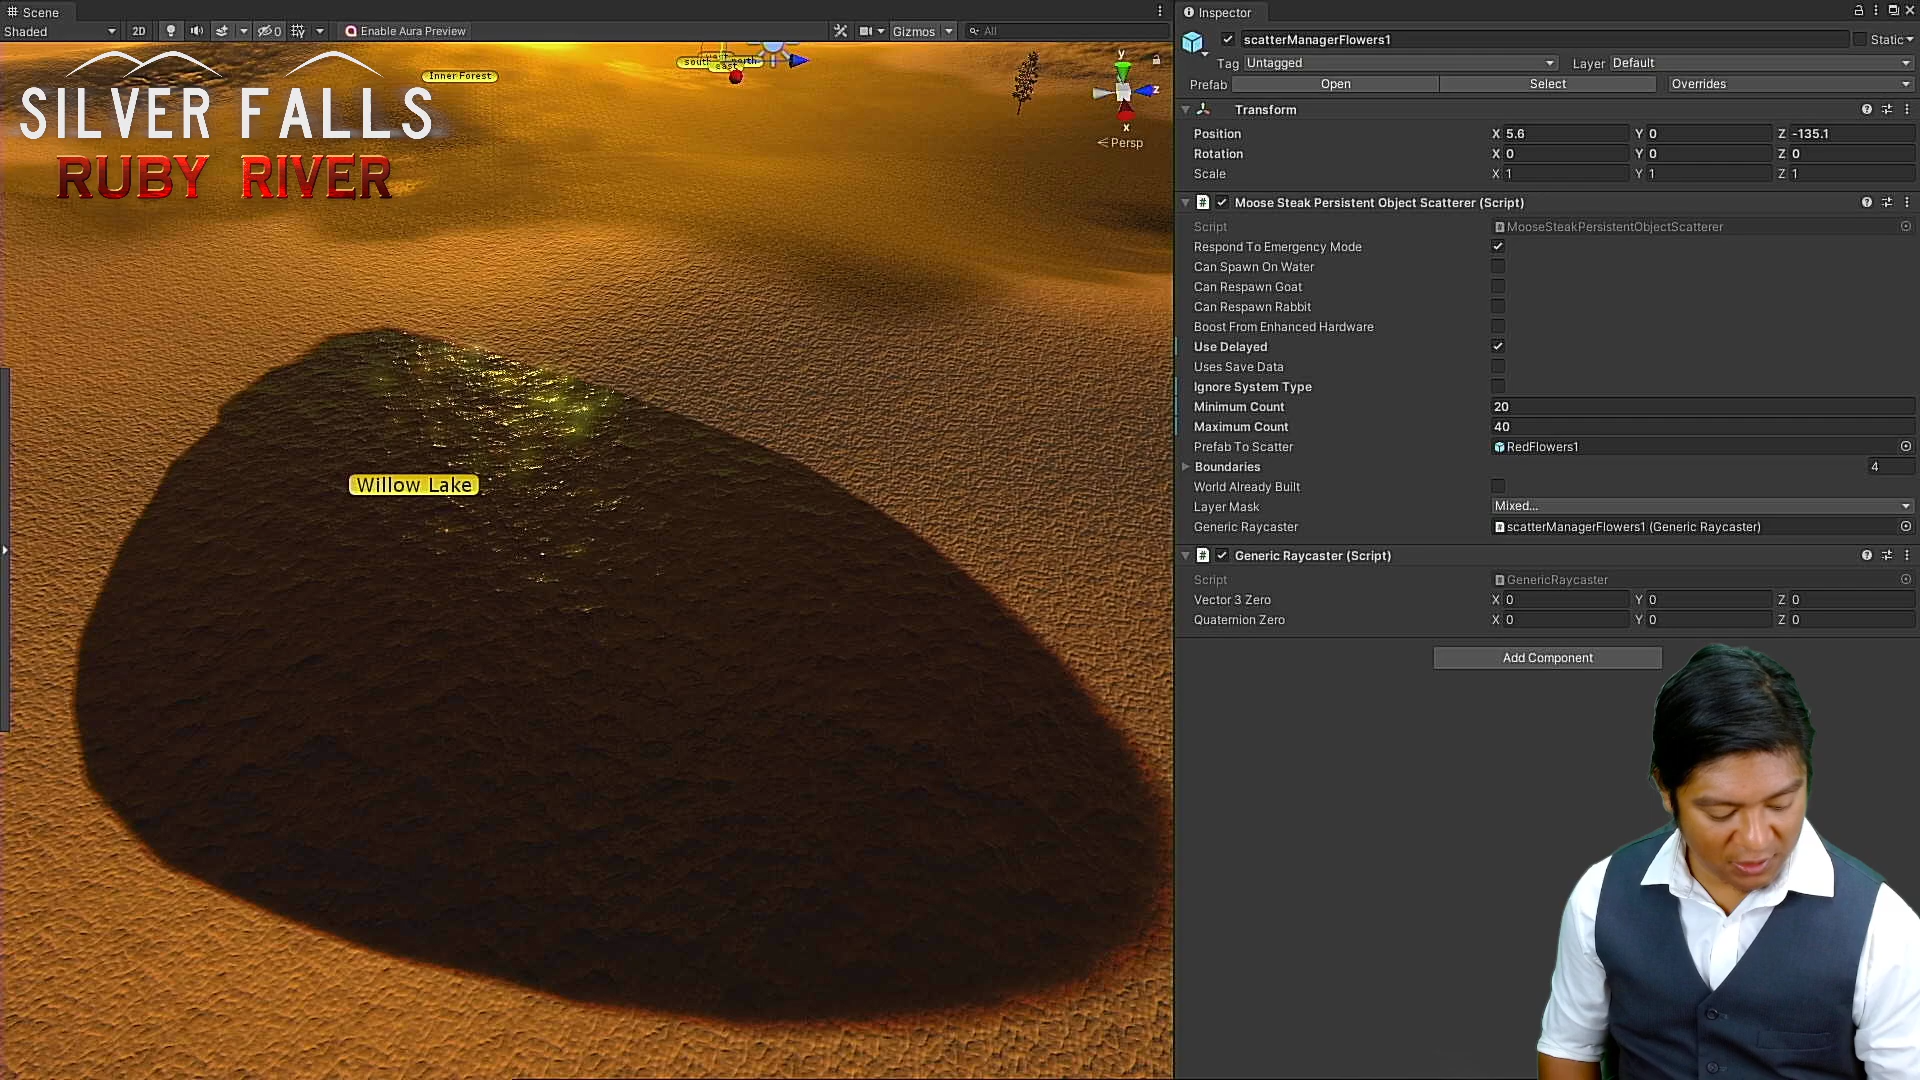 Scene
Shaded
2D
0
Enable Aura Preview
Gizmos
All
Inner Forest
east
SILVER FALLS
RUBY RIVER
Willow Lake
y
z
x
Persp
Inspector
scatterManagerFlowers1
Static
Tag Untagged Layer Default
Prefab Open Select Overrides
Transform
Position X 5.6 Y 0 Z -135.1
Rotation X 0 Y 0 Z 0
Scale X 1 Y 1 Z 1
# Moose Steak Persistent Object Scatterer (Script)
Script MooseSteakPersistentObjectScatterer
Respond To Emergency Mode
Can Spawn On Water
Can Respawn Goat
Can Respawn Rabbit
Boost From Enhanced Hardware
Use Delayed
Uses Save Data
Ignore System Type
Minimum Count 20
Maximum Count 40
Prefab To Scatter RedFlowers1
Boundaries 4
World Already Built
Layer Mask Mixed...
Generic Raycaster scatterManagerFlowers1 (Generic Raycaster)
# Generic Raycaster (Script)
Script GenericRaycaster
Vector 3 Zero X 0 Y 0 Z 0
Quaternion Zero X 0 Y 0 Z 0
Add Component